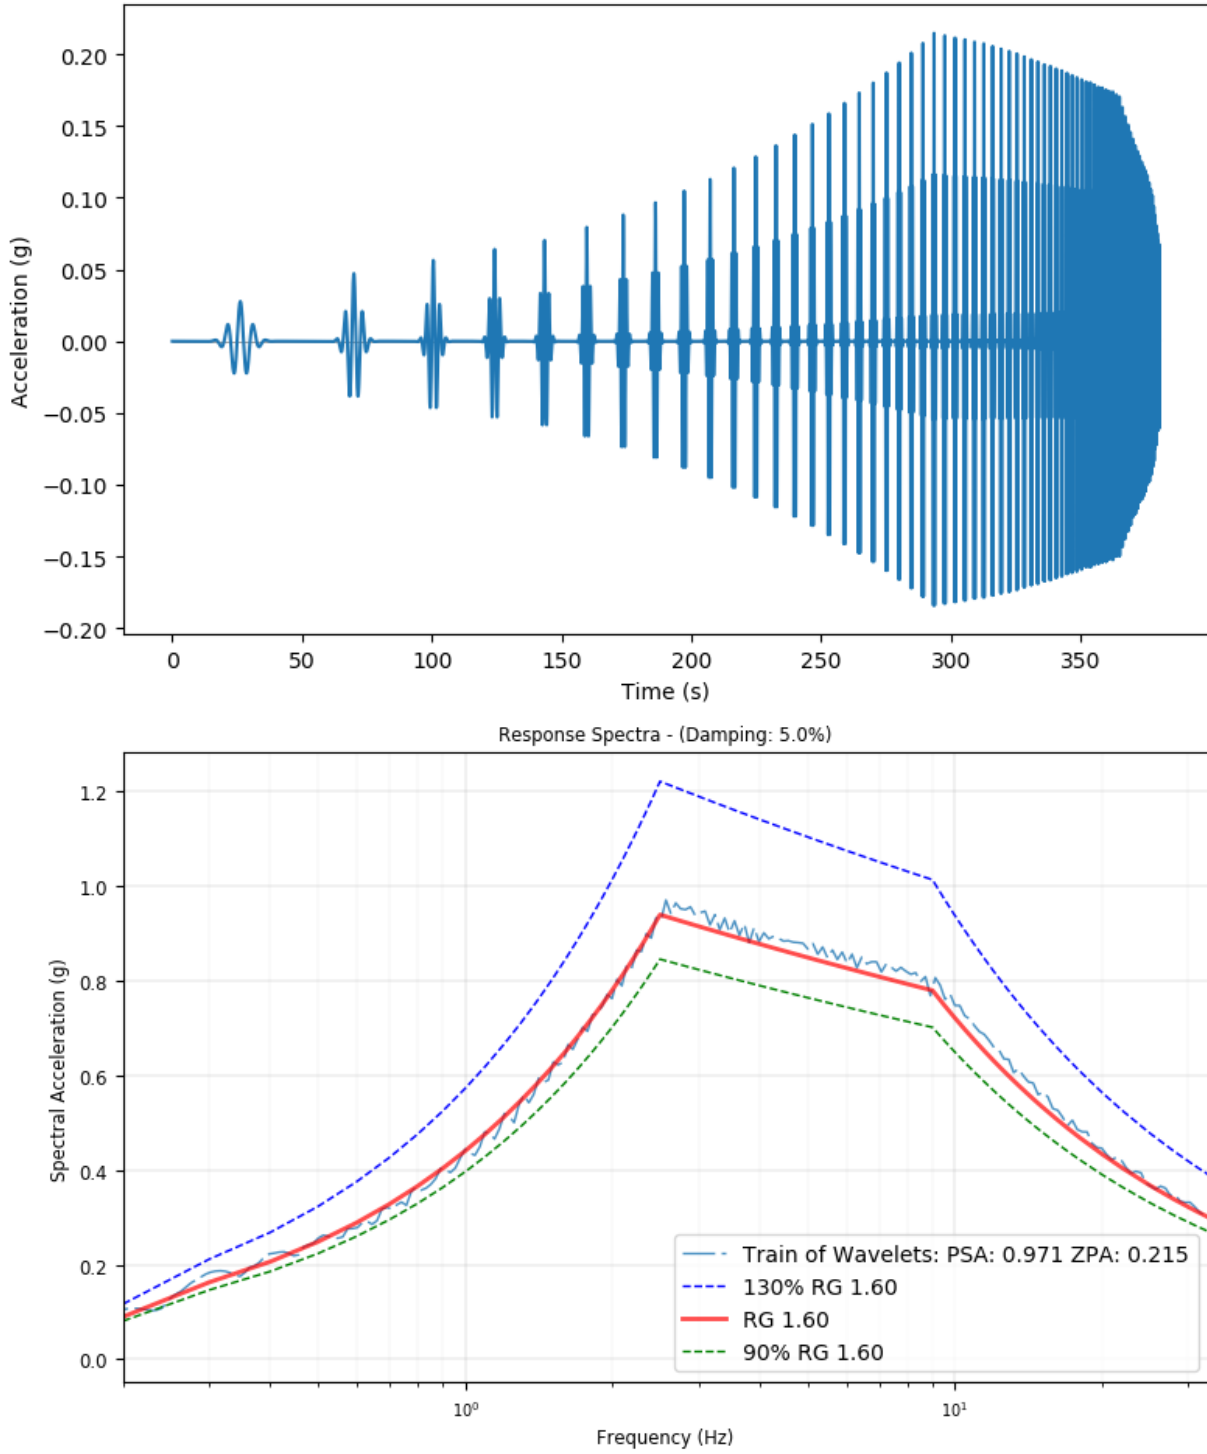 0.20
0.15
0.10
0.05
0.00
−0.05
−0.10
−0.15
−0.20
Acceleration (g)
0 50 100 150 200 250 300 350
Time (s)
Response Spectra - (Damping: 5.0%)
1.2
1.0
0.8
0.6
0.4
0.2
0.0
Spectral Acceleration (g)
Train of Wavelets: PSA: 0.971 ZPA: 0.215
130% RG 1.60
RG 1.60
90% RG 1.60
10⁰ 10¹
Frequency (Hz)